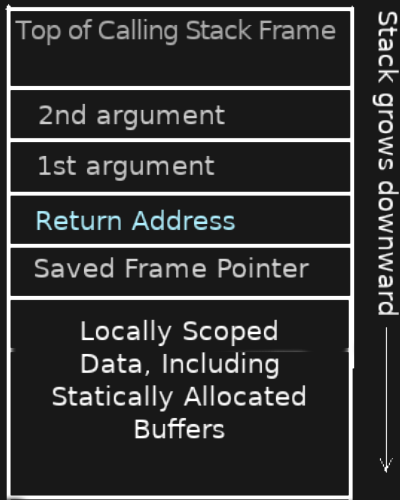 Top of Calling Stack Frame
2nd argument
1st argument
Return Address
Saved Frame Pointer
Locally Scoped
Data, Including
Statically Allocated
Buffers
Stack grows downward